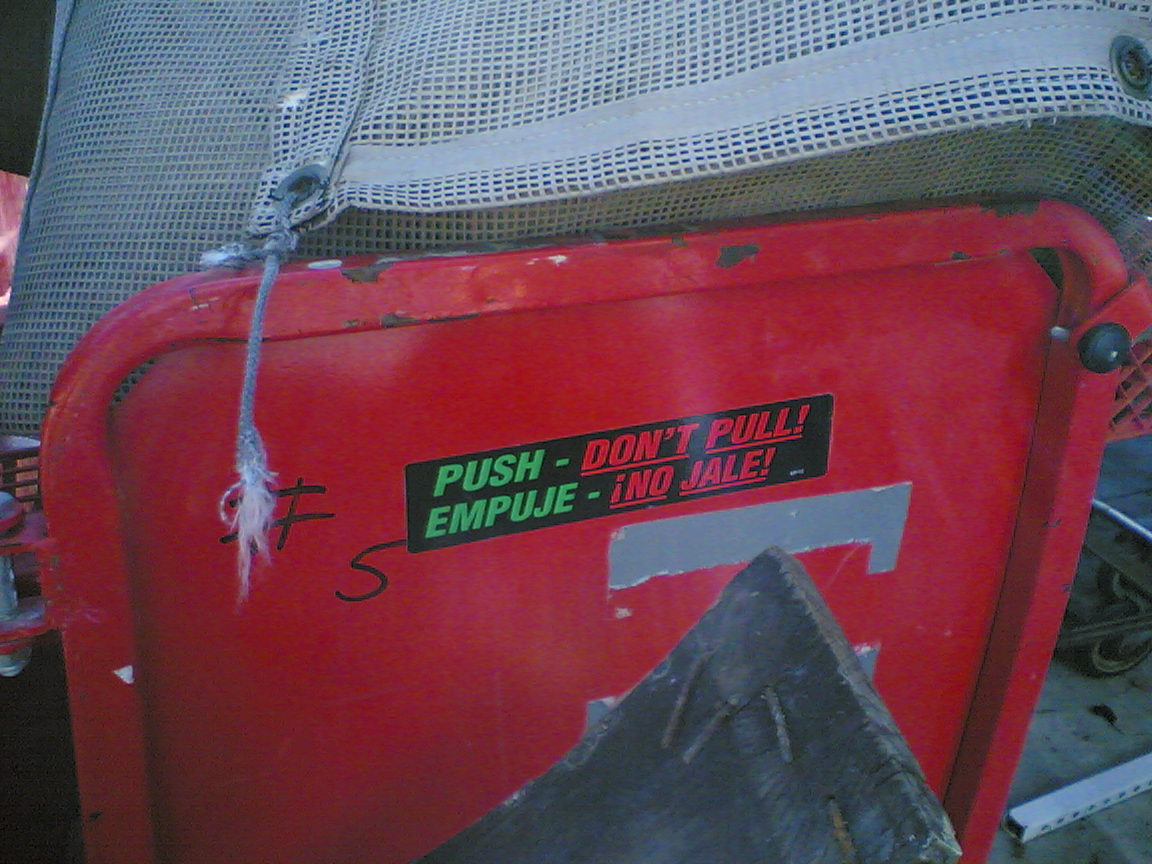 PUSH - DON'T PULL!
EMPUJE - ¡NO JALE!
# 5